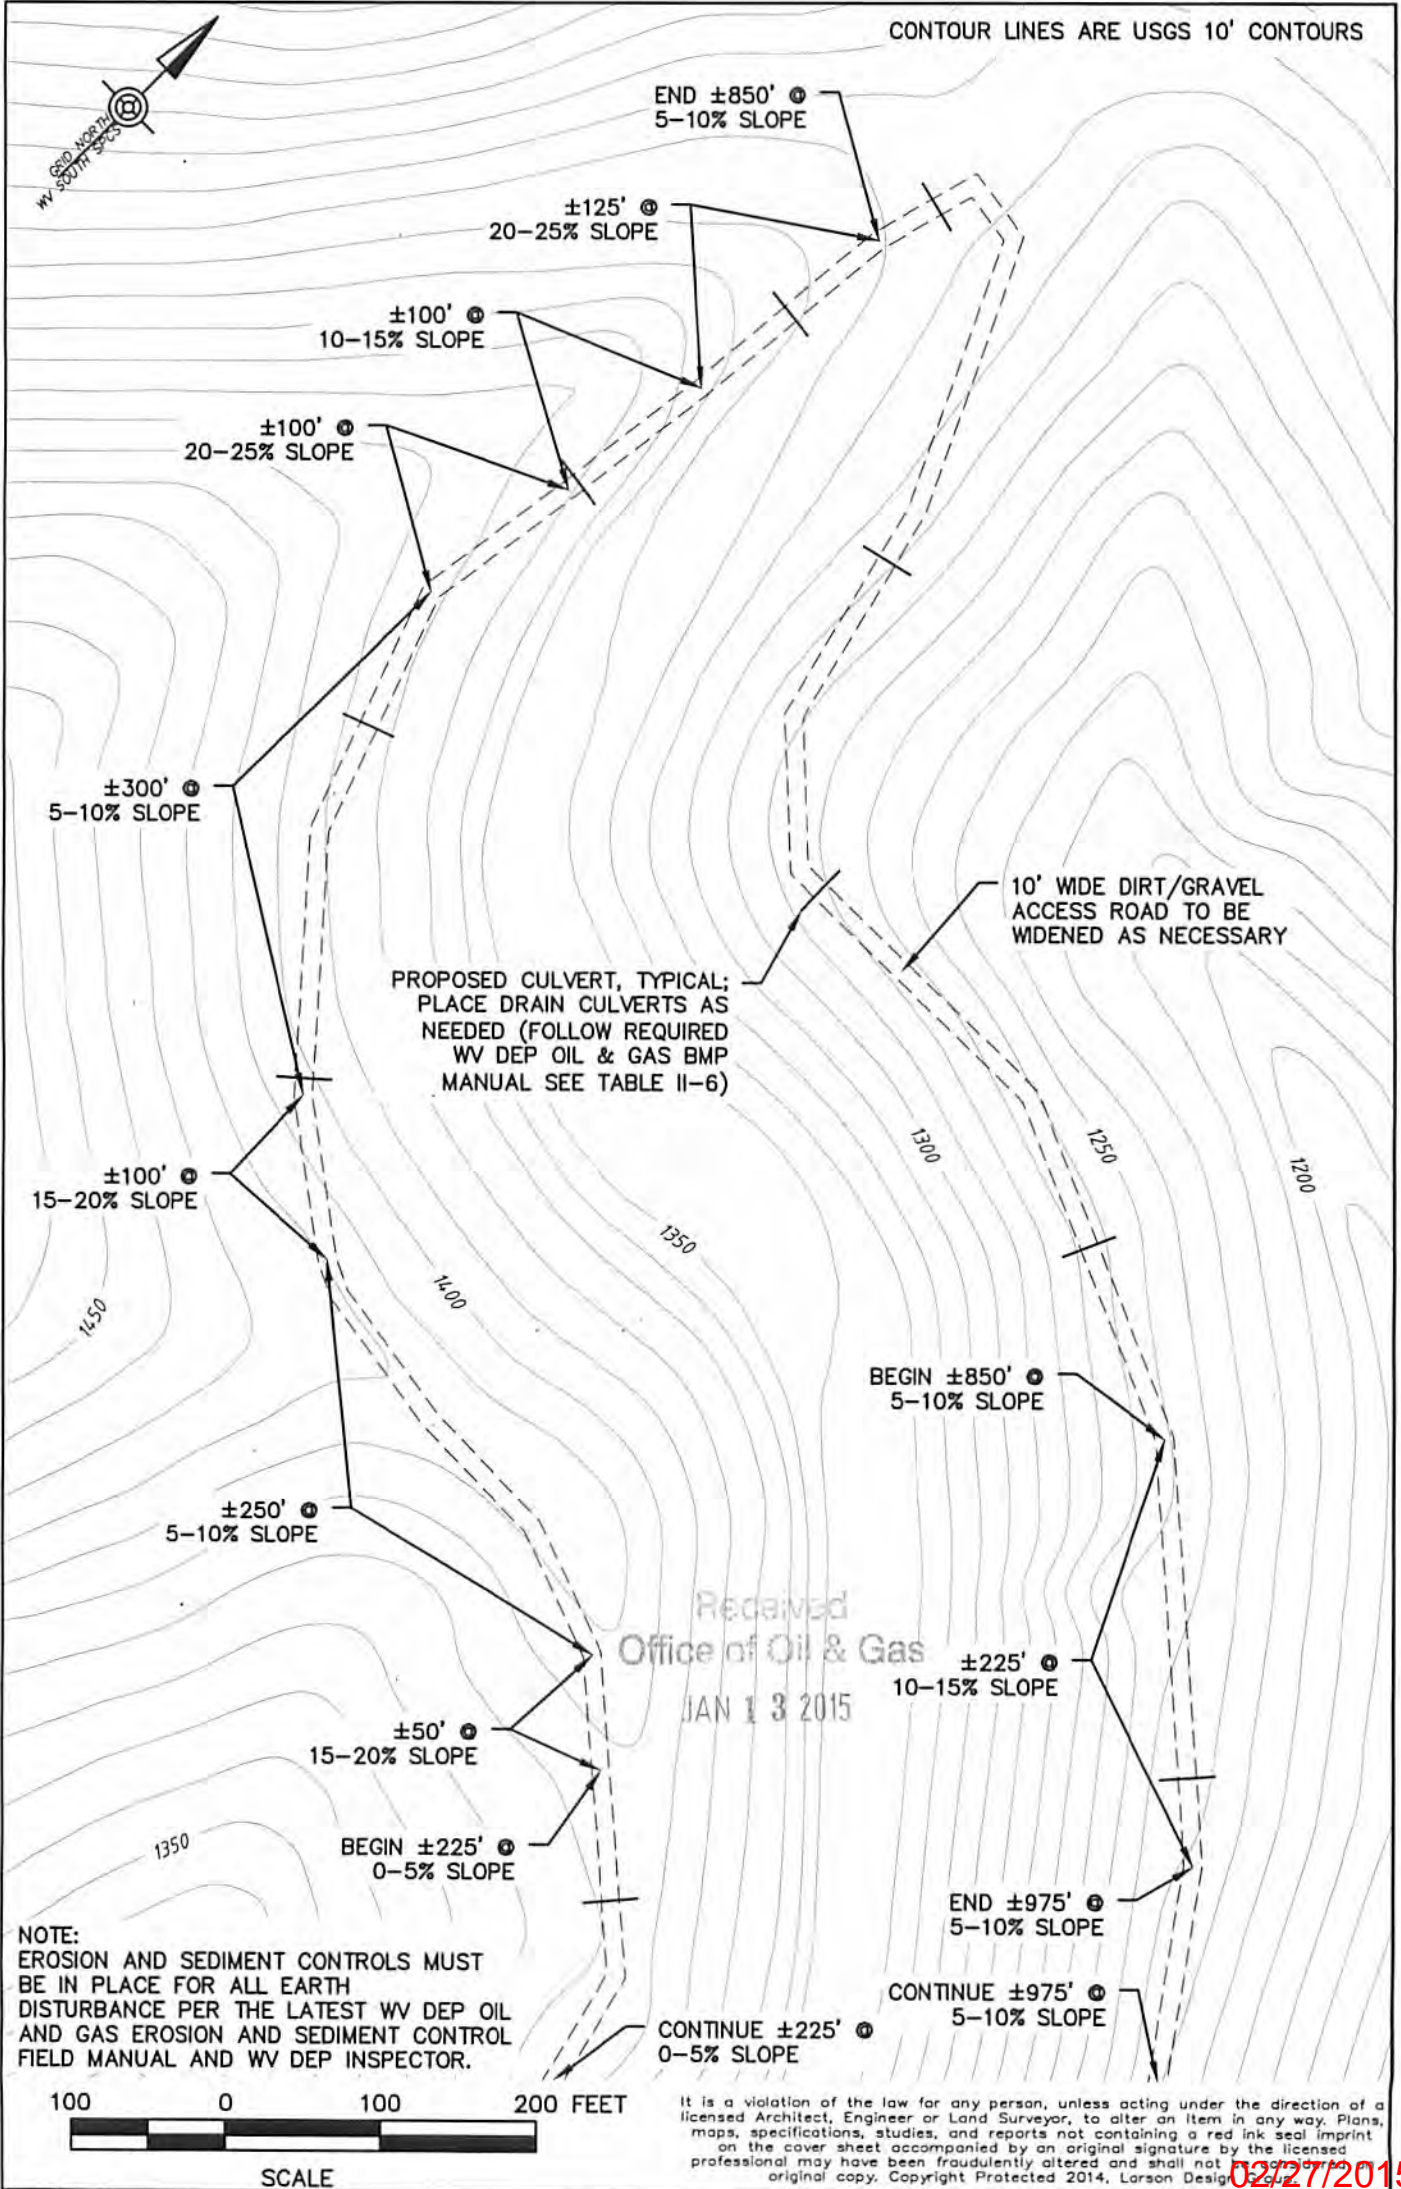 CONTOUR LINES ARE USGS 10' CONTOURS
GRID NORTH
WV SOUTH SPCS
END ±850' @
5-10% SLOPE
±125' @
20-25% SLOPE
±100' @
10-15% SLOPE
±100' @
20-25% SLOPE
±300' @
5-10% SLOPE
10' WIDE DIRT/GRAVEL
ACCESS ROAD TO BE
WIDENED AS NECESSARY
PROPOSED CULVERT, TYPICAL;
PLACE DRAIN CULVERTS AS
NEEDED (FOLLOW REQUIRED
WV DEP OIL & GAS BMP
MANUAL SEE TABLE II-6)
1300
1250
1200
±100' @
15-20% SLOPE
1350
1400
1450
BEGIN ±850' @
5-10% SLOPE
±250' @
5-10% SLOPE
Received
Office of Oil & Gas
JAN 13 2015
±225' @
10-15% SLOPE
±50' @
15-20% SLOPE
1350
BEGIN ±225' @
0-5% SLOPE
END ±975' @
5-10% SLOPE
NOTE:
EROSION AND SEDIMENT CONTROLS MUST
BE IN PLACE FOR ALL EARTH
DISTURBANCE PER THE LATEST WV DEP OIL
AND GAS EROSION AND SEDIMENT CONTROL
FIELD MANUAL AND WV DEP INSPECTOR.
CONTINUE ±975' @
5-10% SLOPE
CONTINUE ±225' @
0-5% SLOPE
100 0 100 200 FEET
SCALE
It is a violation of the law for any person, unless acting under the direction of a
licensed Architect, Engineer or Land Surveyor, to alter an item in any way. Plans,
maps, specifications, studies, and reports not containing a red ink seal imprint
on the cover sheet accompanied by an original signature by the licensed
professional may have been fraudulently altered and shall not be considered an
original copy. Copyright Protected 2014, Larson Design Group.
02/27/2015